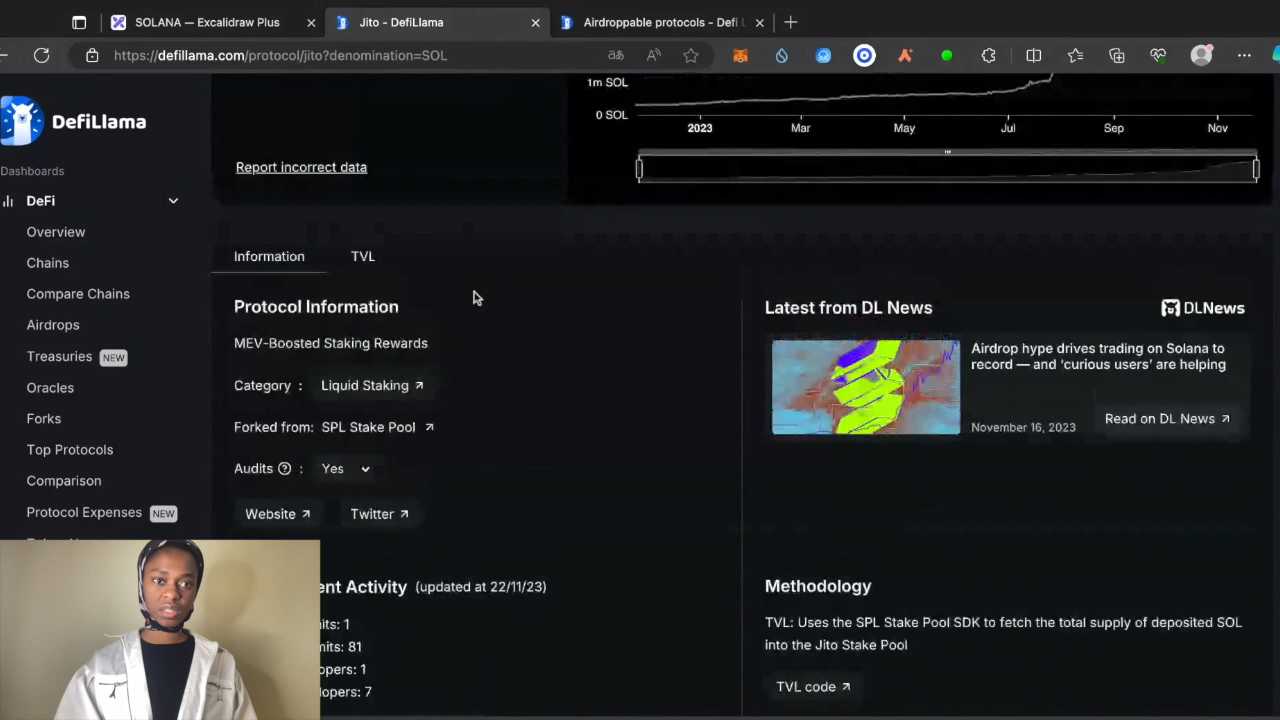 SOLANA — Excalidraw Plus
Jito - DefiLlama
Airdroppable protocols - Defi L
https://defillama.com/protocol/jito?denomination=SOL
DefiLlama
Dashboards
DeFi
Overview
Chains
Compare Chains
Airdrops
Treasuries NEW
Oracles
Forks
Top Protocols
Comparison
Protocol Expenses NEW
1m SOL
0 SOL
2023 Mar May Jul Sep Nov
Report incorrect data
Information TVL
Protocol Information
MEV-Boosted Staking Rewards
Category : Liquid Staking
Forked from: SPL Stake Pool
Audits ? : Yes
Website Twitter
ent Activity (updated at 22/11/23)
mits: 1
mits: 81
opers: 1
lopers: 7
Latest from DL News
DLNews
Airdrop hype drives trading on Solana to
record — and ‘curious users’ are helping
November 16, 2023
Read on DL News
Methodology
TVL: Uses the SPL Stake Pool SDK to fetch the total supply of deposited SOL
into the Jito Stake Pool
TVL code